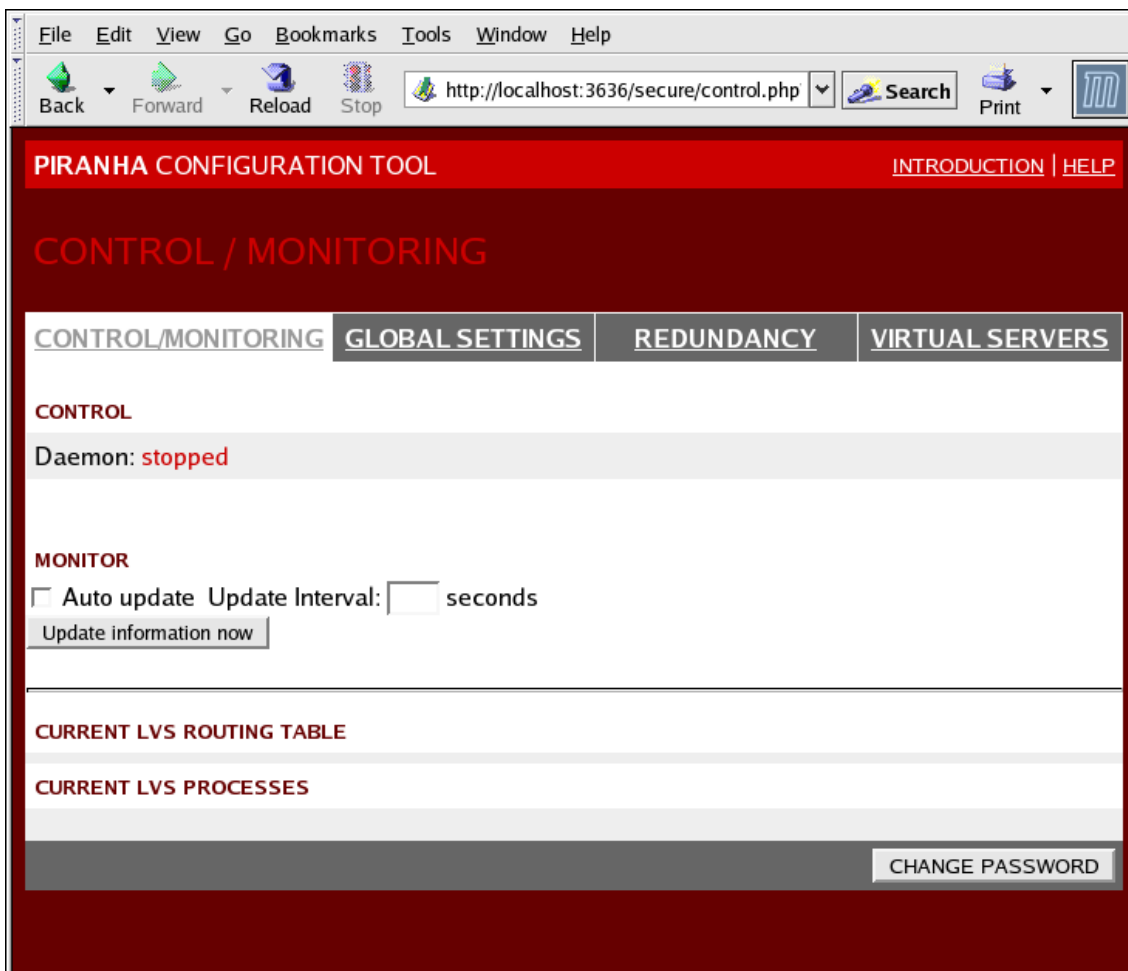 File Edit View Go Bookmarks Tools Window Help
Back Forward Reload Stop http://localhost:3636/secure/control.php Search Print
PIRANHA CONFIGURATION TOOL INTRODUCTION | HELP
CONTROL / MONITORING
CONTROL/MONITORING GLOBAL SETTINGS REDUNDANCY VIRTUAL SERVERS
CONTROL
Daemon: stopped
MONITOR
Auto update Update Interval: seconds
Update information now
CURRENT LVS ROUTING TABLE
CURRENT LVS PROCESSES
CHANGE PASSWORD